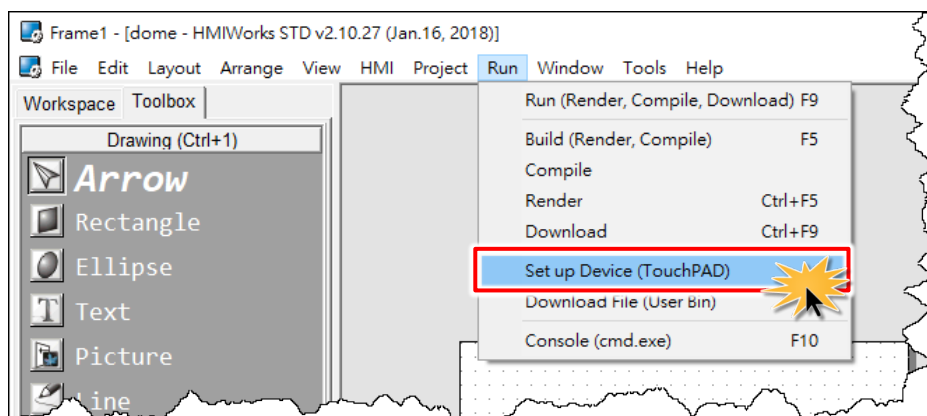 Frame1 - [dome - HMIWorks STD v2.10.27 (Jan.16, 2018)]
File Edit Layout Arrange View HMI Project Run Window Tools Help
Workspace Toolbox
Drawing (Ctrl+1)
Arrow
Rectangle
Ellipse
T Text
Picture
Line
Run (Render, Compile, Download) F9
Build (Render, Compile) F5
Compile
Render Ctrl+F5
Download Ctrl+F9
Set up Device (TouchPAD)
Download File (User Bin)
Console (cmd.exe) F10